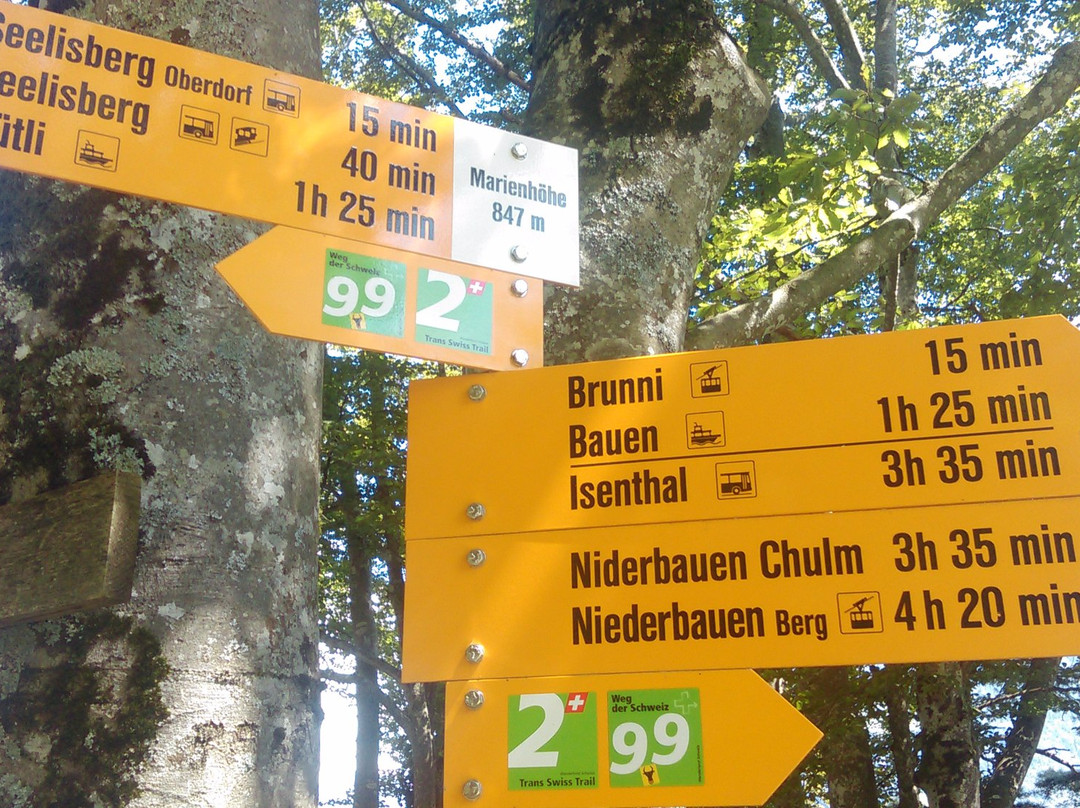 Seelisberg Oberdorf 15 min
Seelisberg 40 min
1h 25 min
Marienhöhe
847 m
Weg
der Schweiz
99
2
Trans Swiss Trail
Brunni 15 min
Bauen 1h 25 min
Isenthal 3h 35 min
Niderbauen Chulm 3h 35 min
Niederbauen Berg 4h 20 min
2
Trans Swiss Trail
Weg
der Schweiz
99